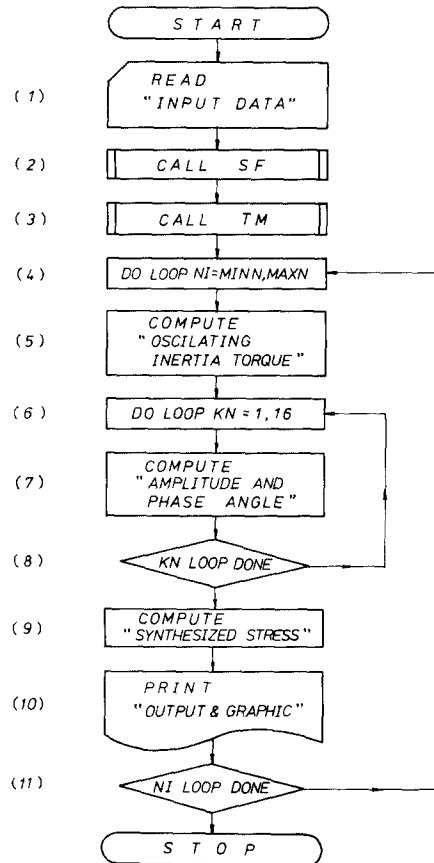 START
(1)
READ
"INPUT DATA"
(2)
CALL SF
(3)
CALL TM
(4)
DO LOOP NI=MINN,MAXN
(5)
COMPUTE
"OSCILATING
INERTIA TORQUE"
(6)
DO LOOP KN=1,16
(7)
COMPUTE
"AMPLITUDE AND
PHASE ANGLE"
(8)
KN LOOP DONE
(9)
COMPUTE
"SYNTHESIZED STRESS"
(10)
PRINT
"OUTPUT & GRAPHIC"
(11)
NI LOOP DONE
STOP